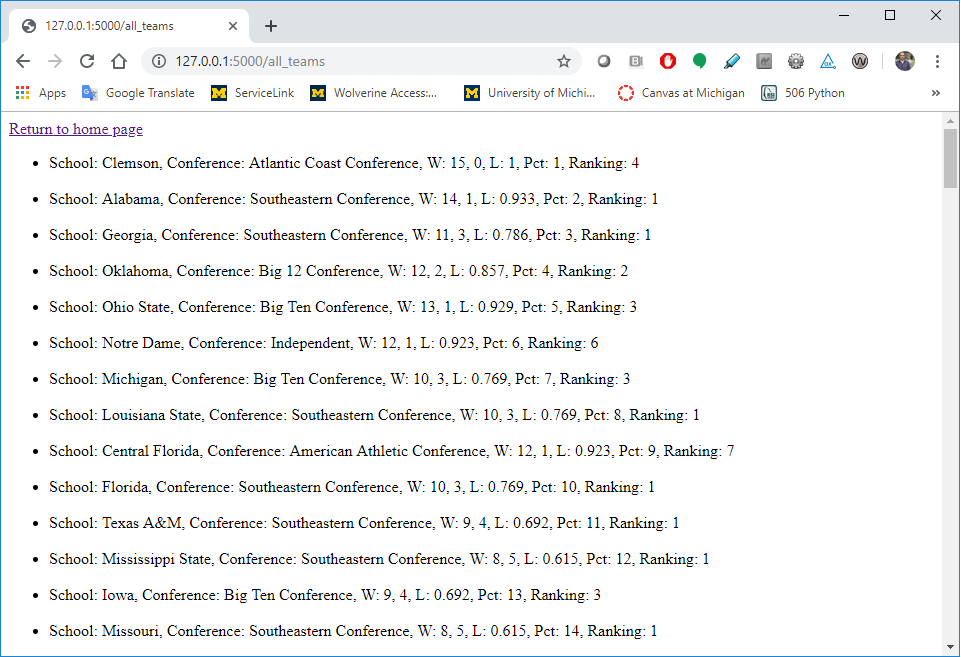 127.0.0.1:5000/all_teams
127.0.0.1:5000/all_teams
Apps Google Translate ServiceLink Wolverine Access:... University of Michi... Canvas at Michigan 506 Python »
Return to home page
• School: Clemson, Conference: Atlantic Coast Conference, W: 15, 0, L: 1, Pct: 1, Ranking: 4
• School: Alabama, Conference: Southeastern Conference, W: 14, 1, L: 0.933, Pct: 2, Ranking: 1
• School: Georgia, Conference: Southeastern Conference, W: 11, 3, L: 0.786, Pct: 3, Ranking: 1
• School: Oklahoma, Conference: Big 12 Conference, W: 12, 2, L: 0.857, Pct: 4, Ranking: 2
• School: Ohio State, Conference: Big Ten Conference, W: 13, 1, L: 0.929, Pct: 5, Ranking: 3
• School: Notre Dame, Conference: Independent, W: 12, 1, L: 0.923, Pct: 6, Ranking: 6
• School: Michigan, Conference: Big Ten Conference, W: 10, 3, L: 0.769, Pct: 7, Ranking: 3
• School: Louisiana State, Conference: Southeastern Conference, W: 10, 3, L: 0.769, Pct: 8, Ranking: 1
• School: Central Florida, Conference: American Athletic Conference, W: 12, 1, L: 0.923, Pct: 9, Ranking: 7
• School: Florida, Conference: Southeastern Conference, W: 10, 3, L: 0.769, Pct: 10, Ranking: 1
• School: Texas A&M, Conference: Southeastern Conference, W: 9, 4, L: 0.692, Pct: 11, Ranking: 1
• School: Mississippi State, Conference: Southeastern Conference, W: 8, 5, L: 0.615, Pct: 12, Ranking: 1
• School: Iowa, Conference: Big Ten Conference, W: 9, 4, L: 0.692, Pct: 13, Ranking: 3
• School: Missouri, Conference: Southeastern Conference, W: 8, 5, L: 0.615, Pct: 14, Ranking: 1